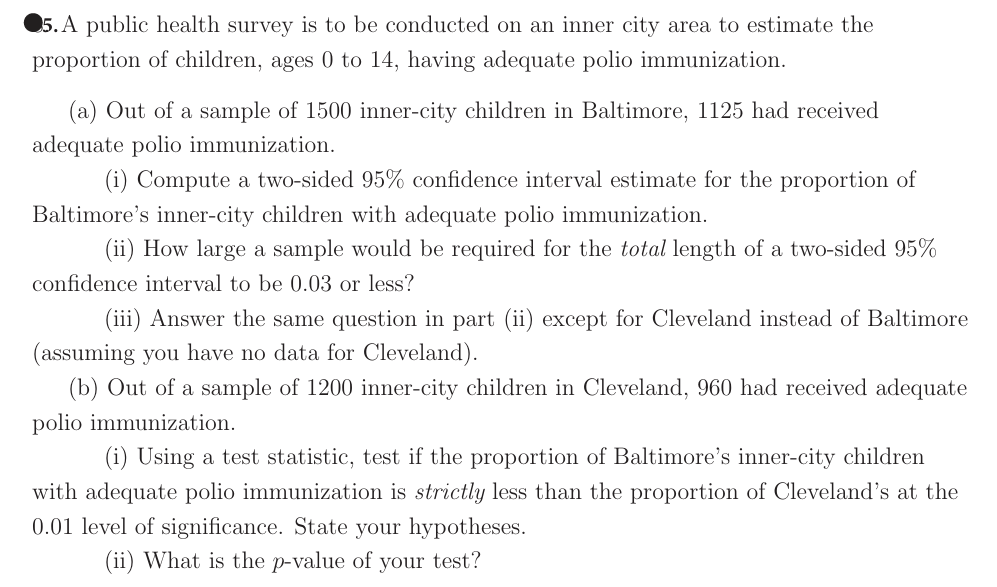 5. A public health survey is to be conducted on an inner city area to estimate the
proportion of children, ages 0 to 14, having adequate polio immunization.
(a) Out of a sample of 1500 inner-city children in Baltimore, 1125 had received
adequate polio immunization.
(i) Compute a two-sided 95% confidence interval estimate for the proportion of
Baltimore's inner-city children with adequate polio immunization.
(ii) How large a sample would be required for the total length of a two-sided 95%
confidence interval to be 0.03 or less?
(iii) Answer the same question in part (ii) except for Cleveland instead of Baltimore
(assuming you have no data for Cleveland).
(b) Out of a sample of 1200 inner-city children in Cleveland, 960 had received adequate
polio immunization.
(i) Using a test statistic, test if the proportion of Baltimore's inner-city children
with adequate polio immunization is strictly less than the proportion of Cleveland's at the
0.01 level of significance. State your hypotheses.
(ii) What is the p-value of your test?